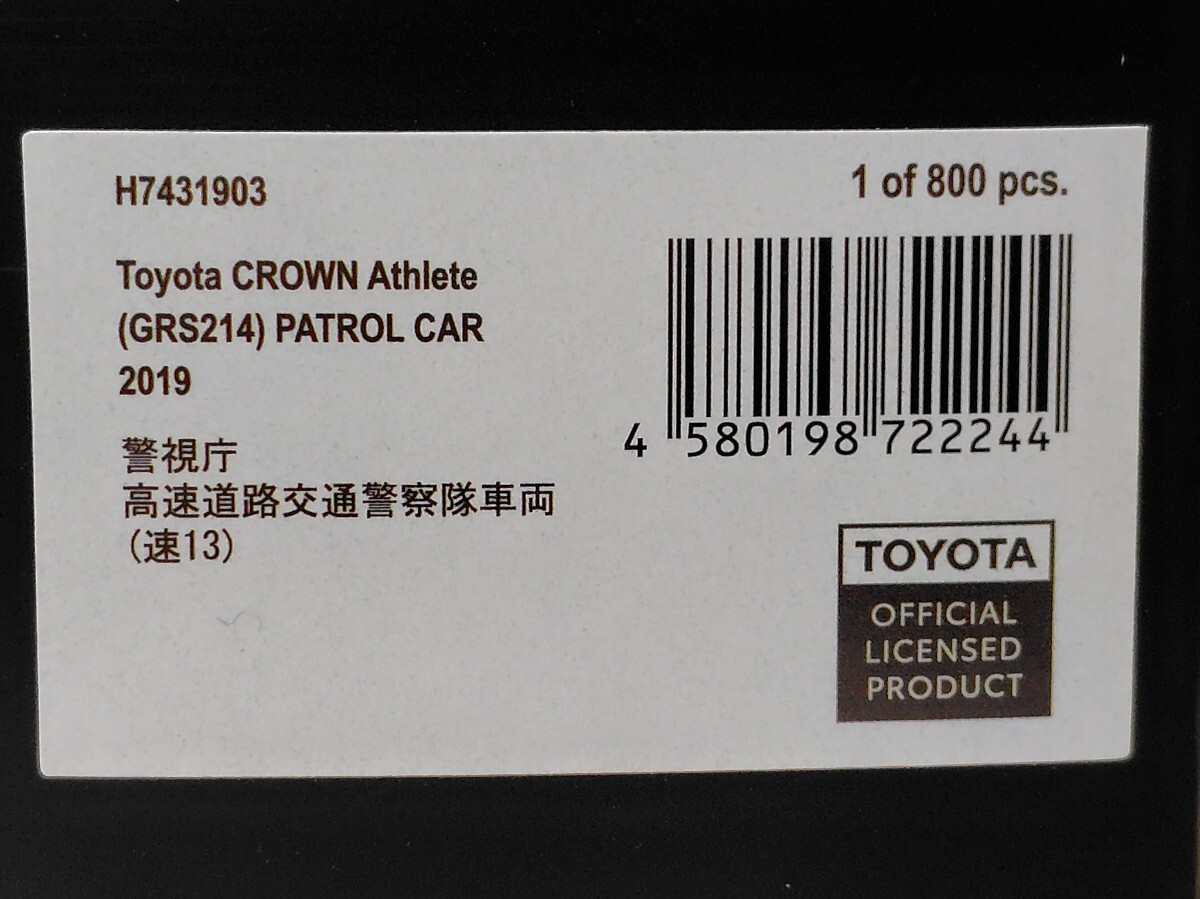 H7431903
1 of 800 pcs.
Toyota CROWN Athlete
(GRS214) PATROL CAR
2019
警視庁
高速道路交通警察隊車両
(速13)
4 580198 722244
TOYOTA
OFFICIAL
LICENSED
PRODUCT